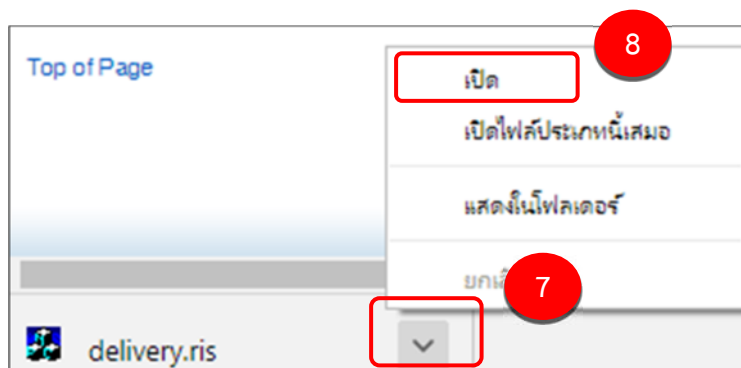 Top of Page
8
เปิด
เปิดไฟล์ประเภทนี้เสมอ
แสดงในโฟลเดอร์
7
delivery.ris